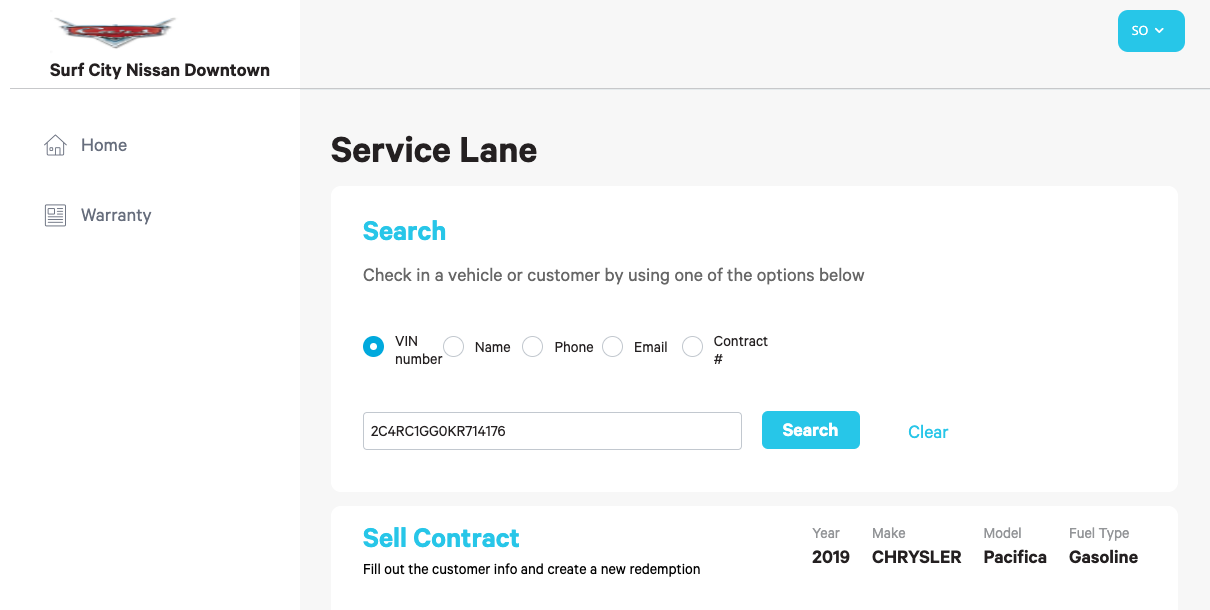 Surf City Nissan Downtown
SO
Home
Warranty
Service Lane
Search
Check in a vehicle or customer by using one of the options below
VIN
number
Name
Phone
Email
Contract
#
2C4RC1GG0KR714176
Search
Clear
Sell Contract
Fill out the customer info and create a new redemption
Year Make Model Fuel Type
2019 CHRYSLER Pacifica Gasoline